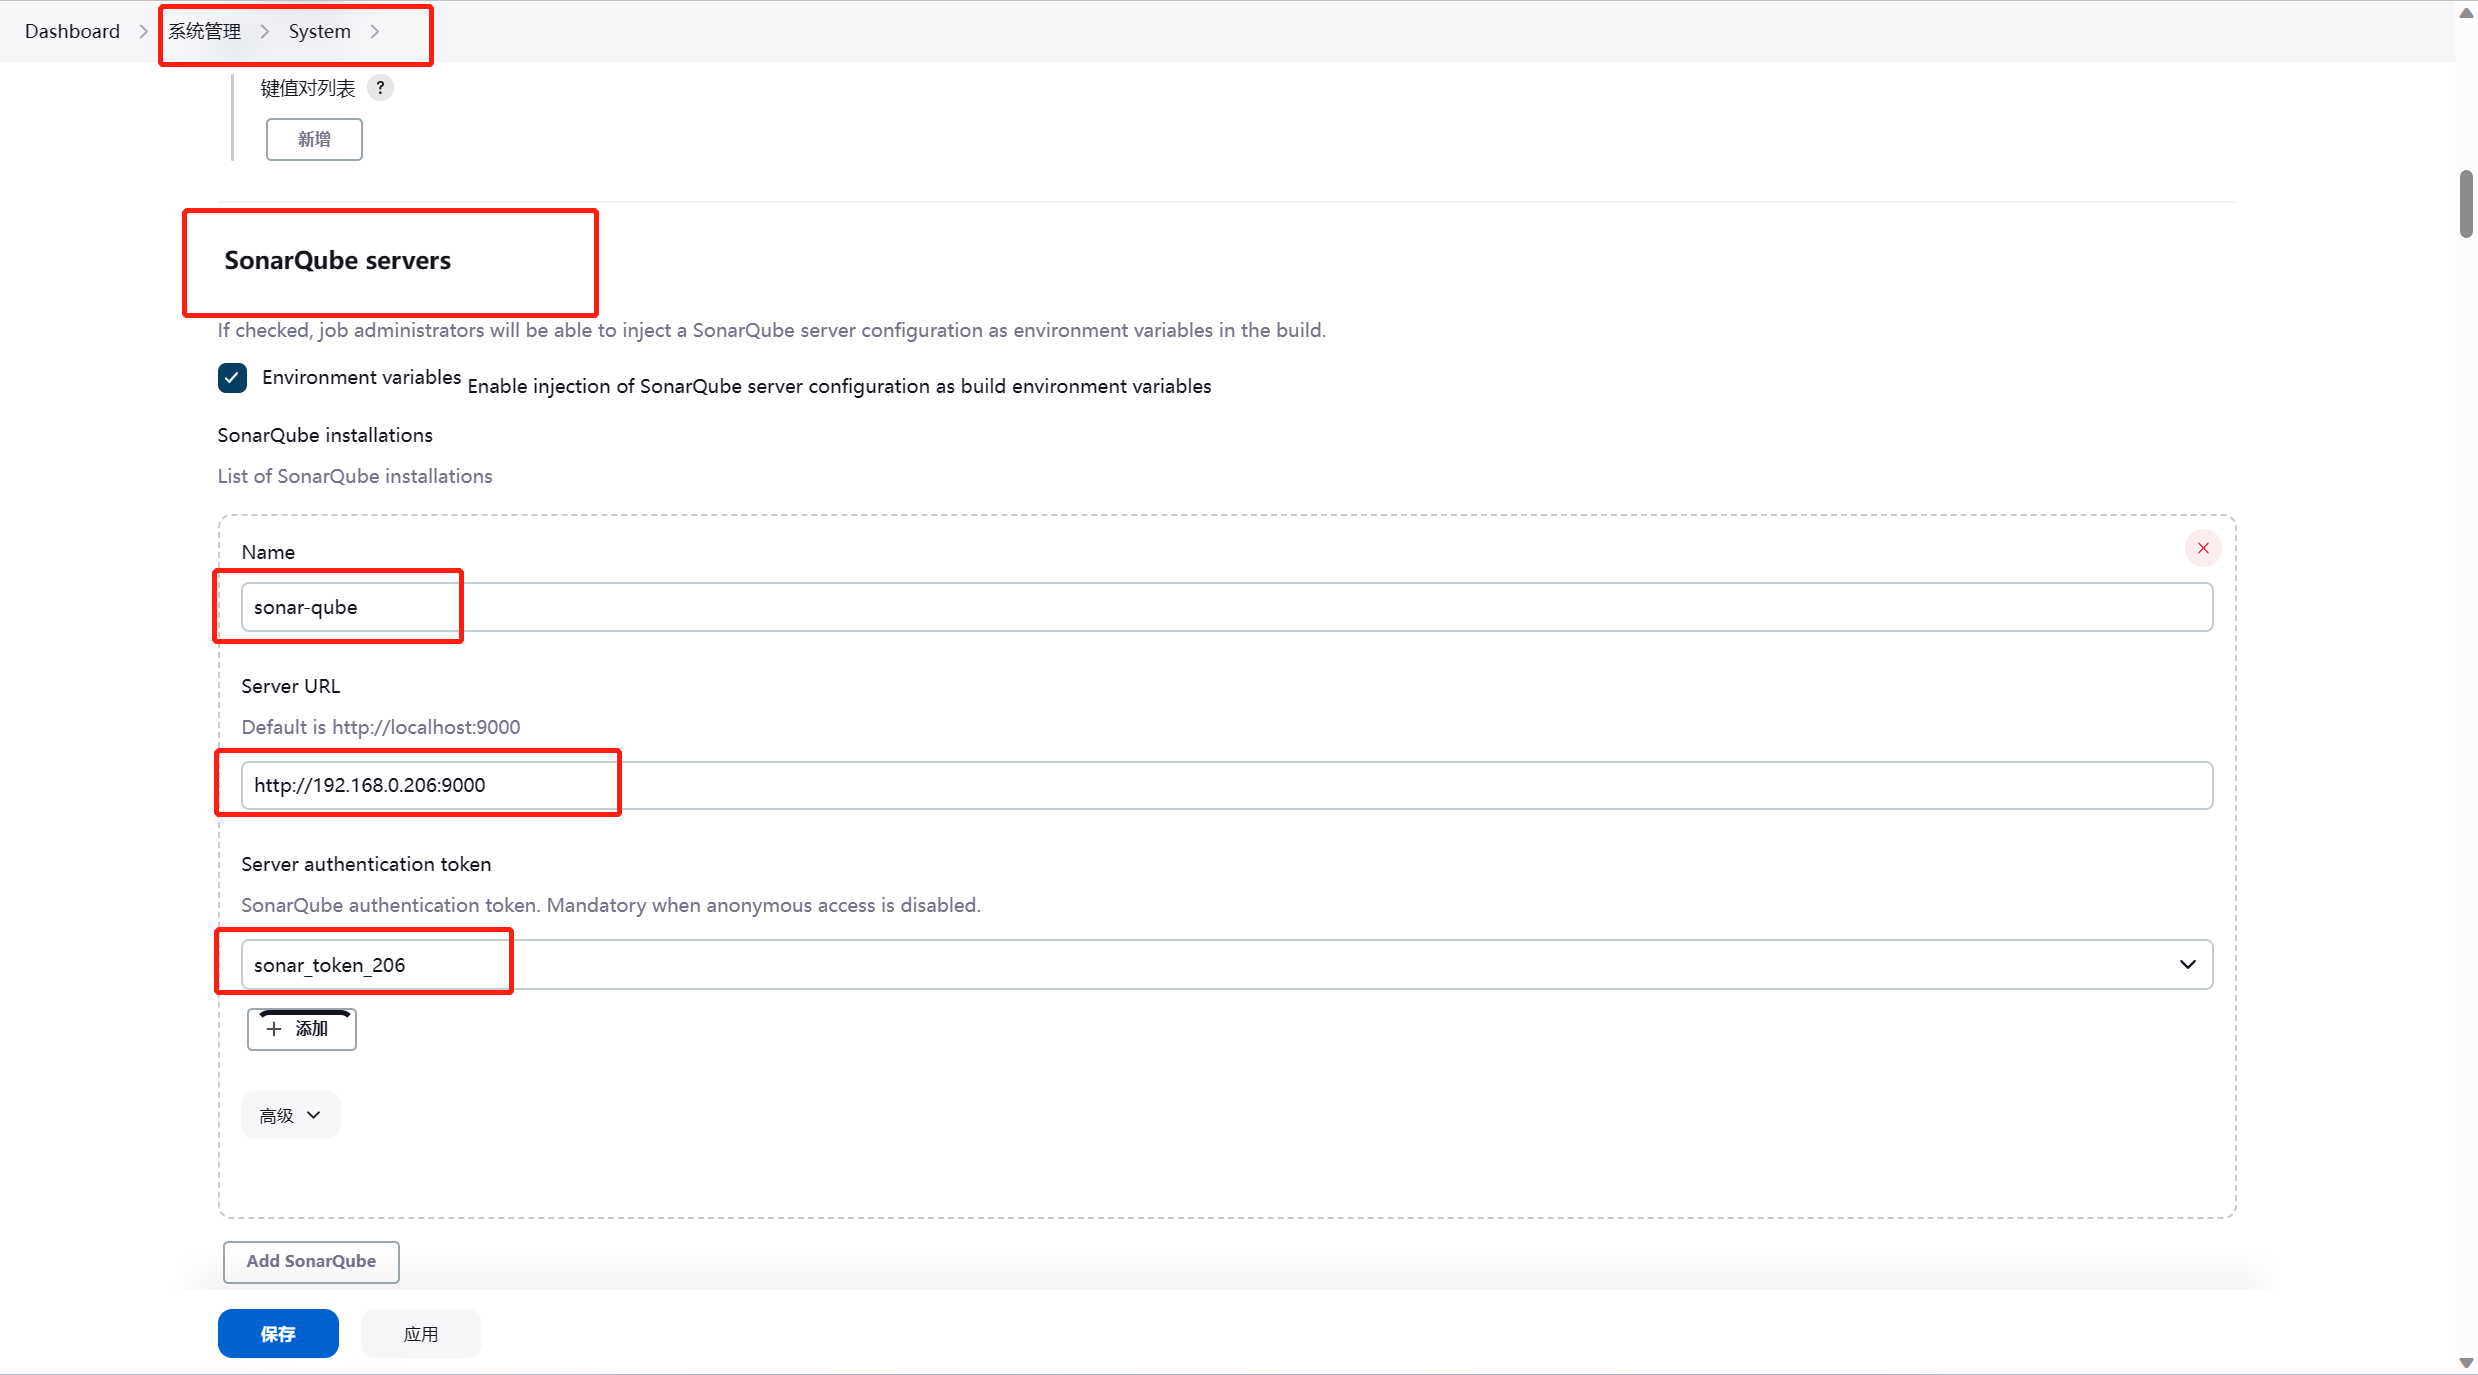 Dashboard > 系统管理 > System >
键值对列表 ?
新增
SonarQube servers
If checked, job administrators will be able to inject a SonarQube server configuration as environment variables in the build.
Environment variables Enable injection of SonarQube server configuration as build environment variables
SonarQube installations
List of SonarQube installations
Name
sonar-qube
Server URL
Default is http://localhost:9000
http://192.168.0.206:9000
Server authentication token
SonarQube authentication token. Mandatory when anonymous access is disabled.
sonar_token_206
+ 添加
高级
Add SonarQube
保存 应用